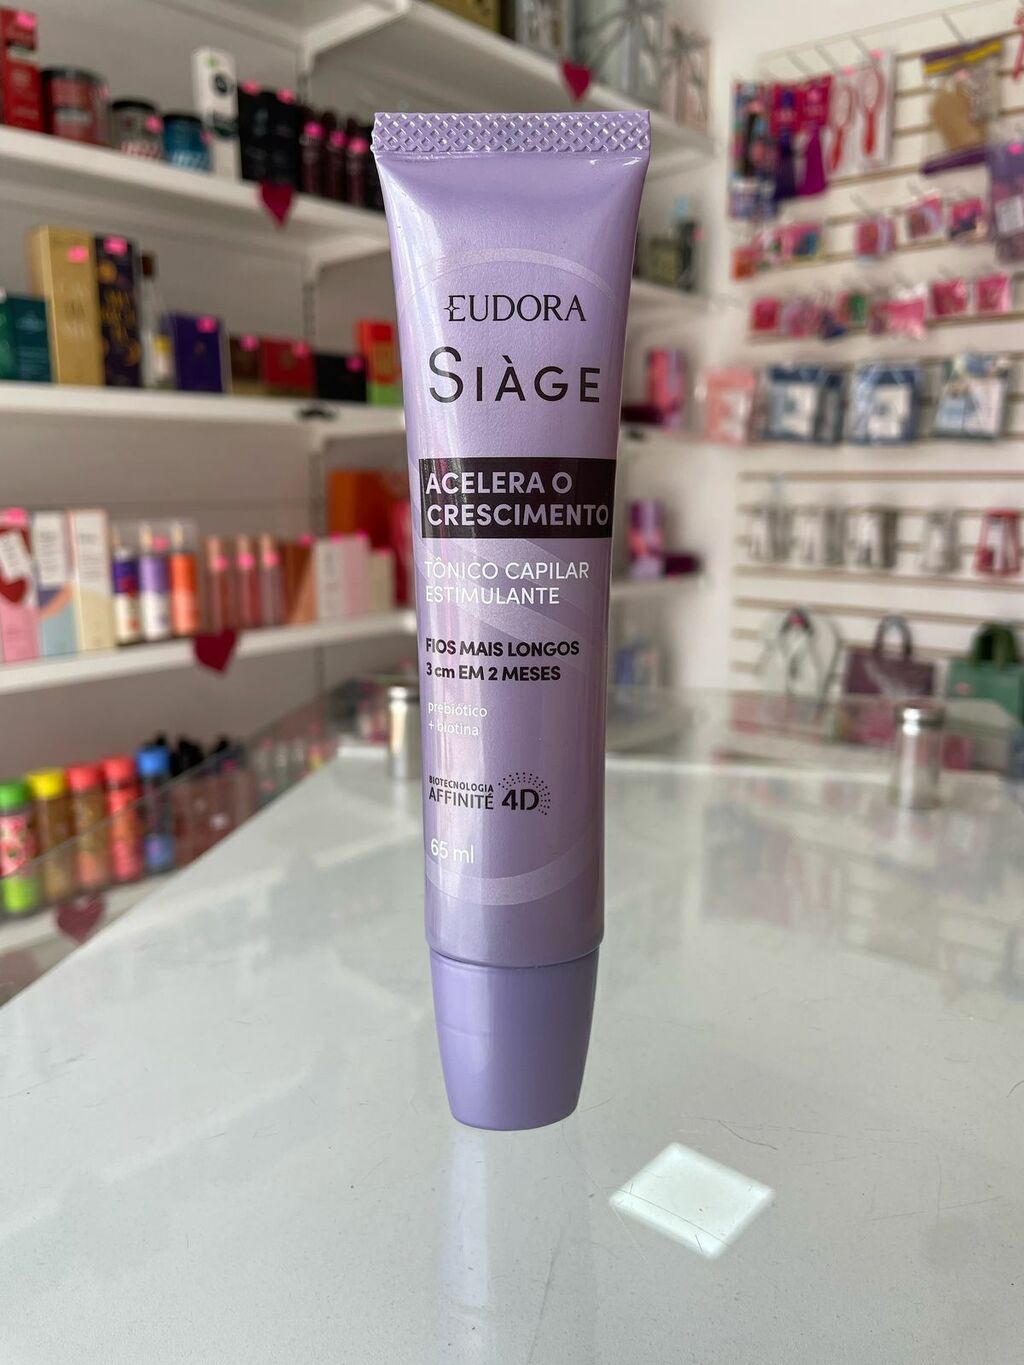 EUDORA
SIÀGE
ACELERA O
CRESCIMENTO
TÔNICO CAPILAR
ESTIMULANTE
FIOS MAIS LONGOS
3 cm EM 2 MESES
prebiótico
+ biotina
BIOTECNOLOGIA
AFFINITÉ 4D
65 ml